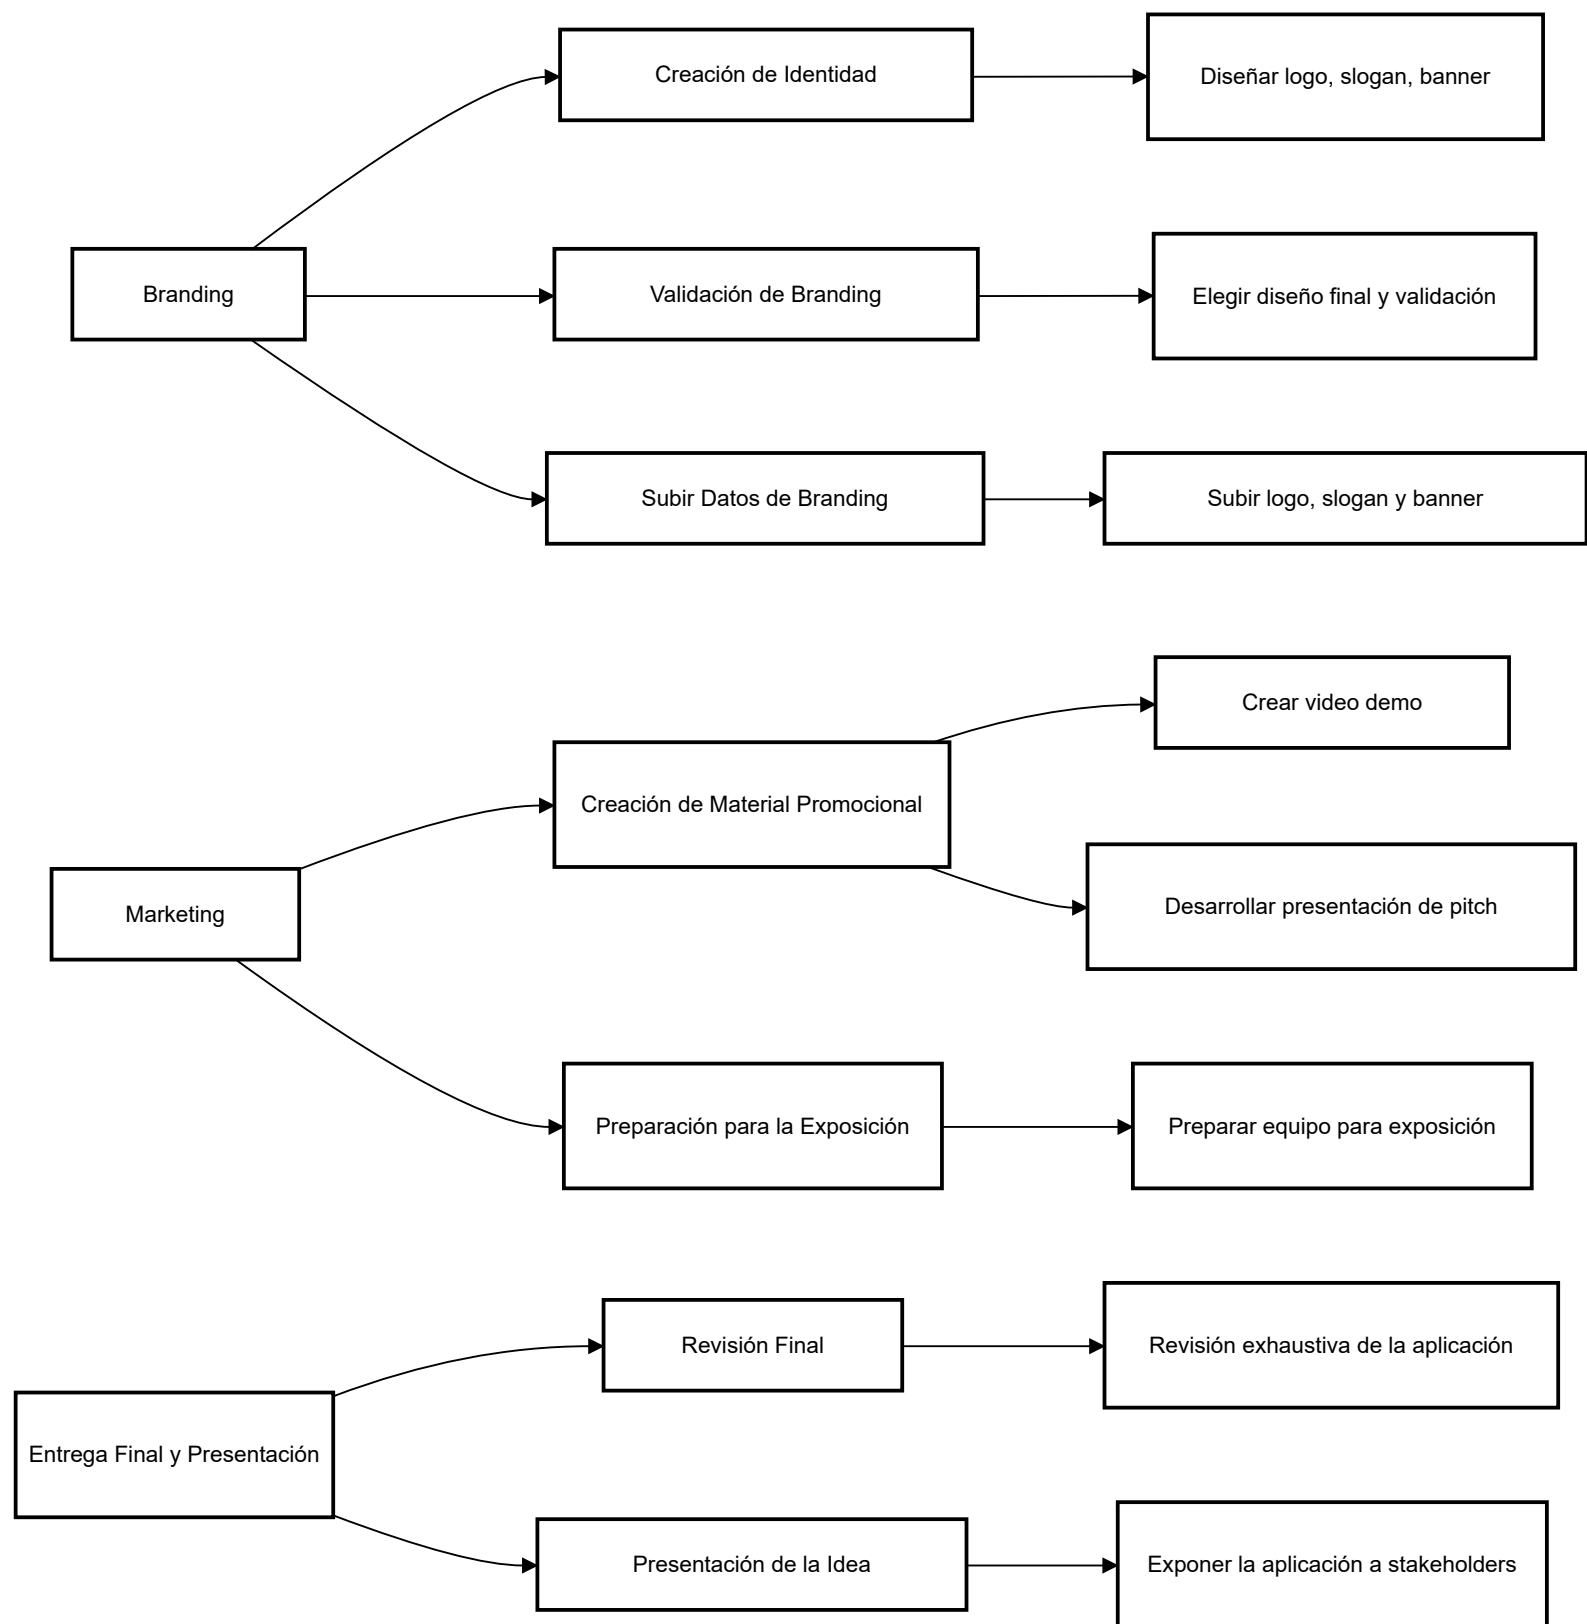 Creación de Identidad
Diseñar logo, slogan, banner
Branding
Validación de Branding
Elegir diseño final y validación
Subir Datos de Branding
Subir logo, slogan y banner
Crear video demo
Creación de Material Promocional
Marketing
Desarrollar presentación de pitch
Preparación para la Exposición
Preparar equipo para exposición
Revisión Final
Revisión exhaustiva de la aplicación
Entrega Final y Presentación
Presentación de la Idea
Exponer la aplicación a stakeholders